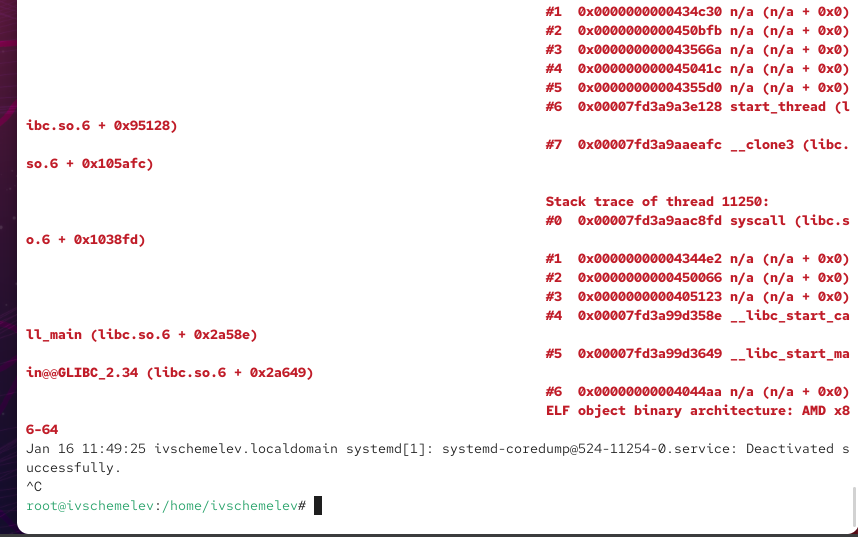 #1  0x0000000000434c30 n/a (n/a + 0x0)
#2  0x0000000000450bfb n/a (n/a + 0x0)
#3  0x000000000043566a n/a (n/a + 0x0)
#4  0x000000000045041c n/a (n/a + 0x0)
#5  0x00000000004355d0 n/a (n/a + 0x0)
#6  0x00007fd3a9a3e128 start_thread (l
ibc.so.6 + 0x95128)
#7  0x00007fd3a9aaeafc __clone3 (libc.
so.6 + 0x105afc)
Stack trace of thread 11250:
#0  0x00007fd3a9aac8fd syscall (libc.s
o.6 + 0x1038fd)
#1  0x00000000004344e2 n/a (n/a + 0x0)
#2  0x0000000000450066 n/a (n/a + 0x0)
#3  0x0000000000405123 n/a (n/a + 0x0)
#4  0x00007fd3a99d358e __libc_start_ca
ll_main (libc.so.6 + 0x2a58e)
#5  0x00007fd3a99d3649 __libc_start_ma
in@@GLIBC_2.34 (libc.so.6 + 0x2a649)
#6  0x00000000004044aa n/a (n/a + 0x0)
ELF object binary architecture: AMD x8
6-64
Jan 16 11:49:25 ivschemelev.localdomain systemd[1]: systemd-coredump@524-11254-0.service: Deactivated s
uccessfully.
^C
root@ivschemelev:/home/ivschemelev#